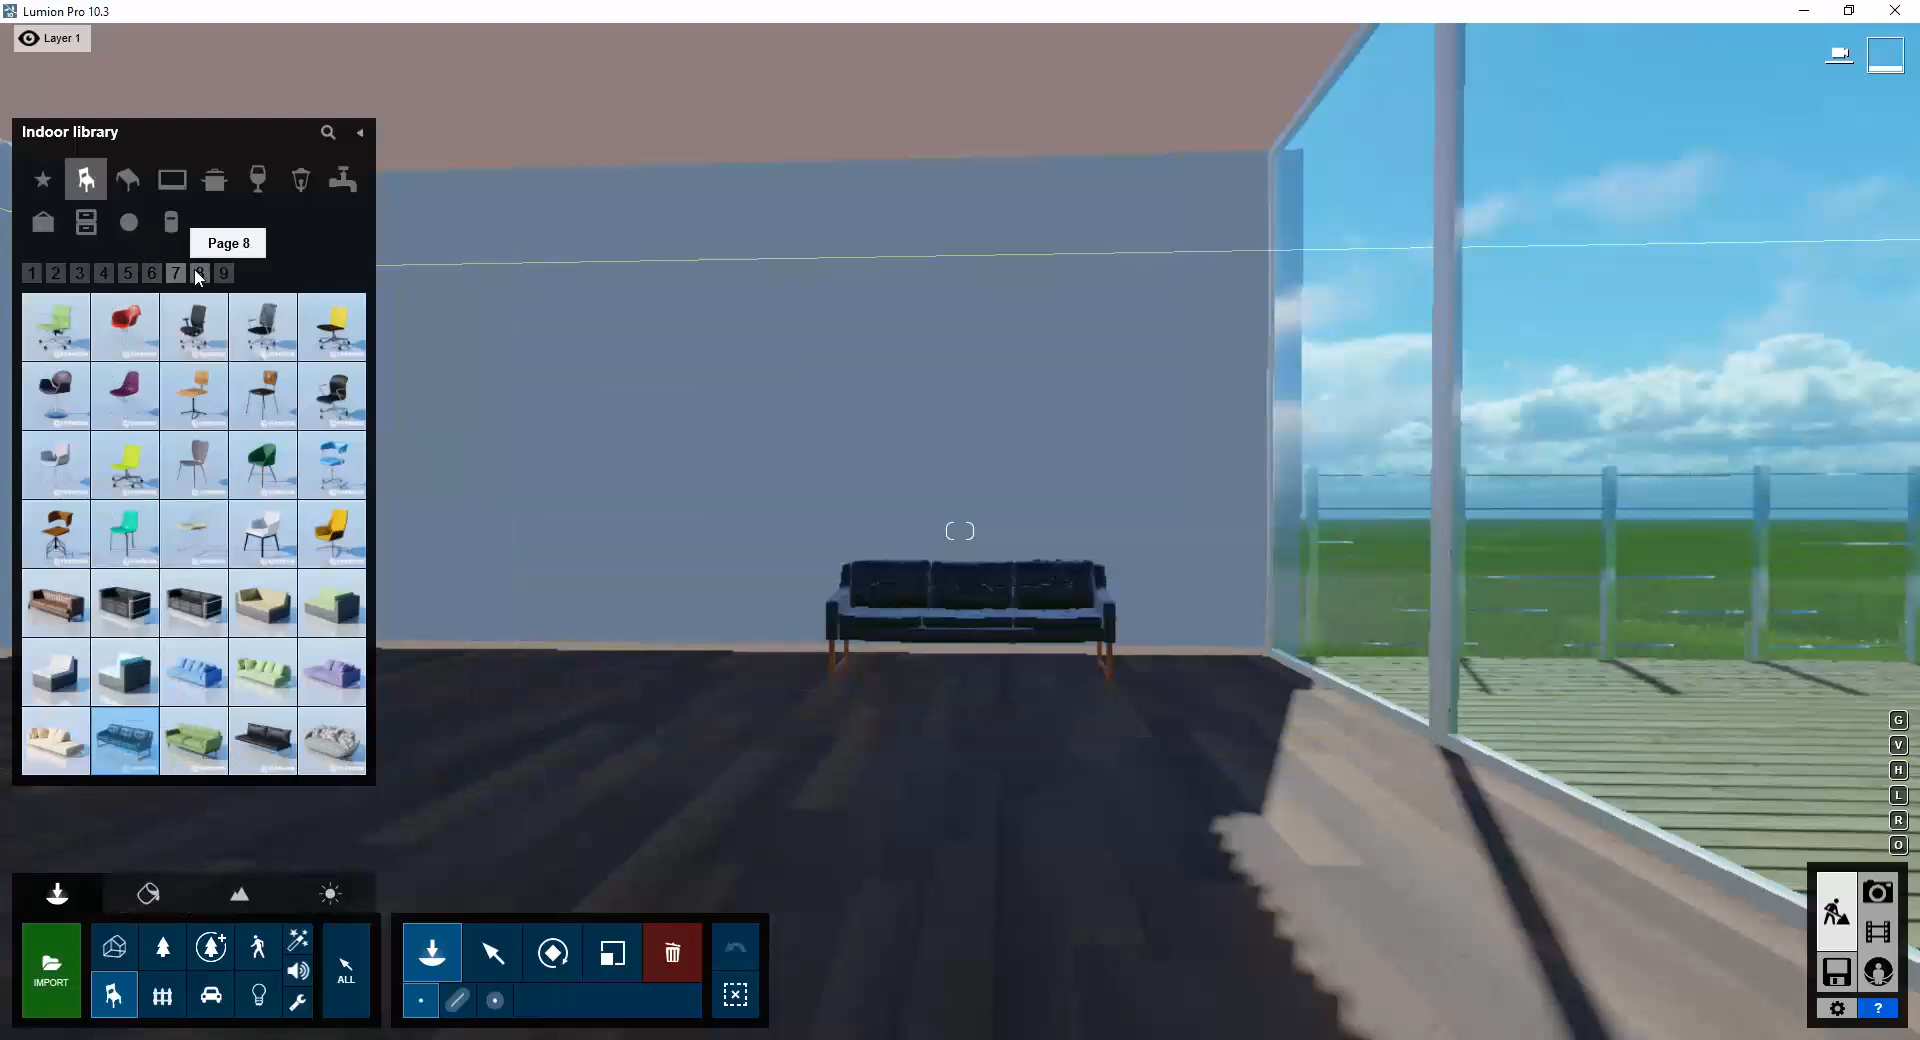 Lumion Pro 10.3
Layer 1
Indoor library
Page 8
1 2 3 4 5 6 7 8 9
G
V
H
L
R
O
IMPORT
ALL
?